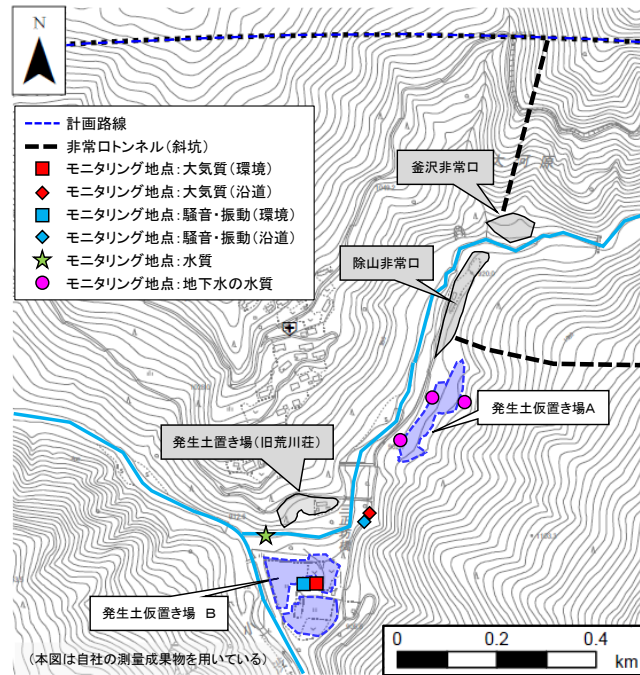 N
計画路線
非常口トンネル(斜坑)
モニタリング地点:大気質(環境)
モニタリング地点:大気質(沿道)
モニタリング地点:騒音・振動(環境)
モニタリング地点:騒音・振動(沿道)
モニタリング地点:水質
モニタリング地点:地下水の水質
大河原
釜沢非常口
除山非常口
発生土仮置き場A
発生土置き場(旧荒川荘)
発生土仮置き場 B
(本図は自社の測量成果物を用いている)
0 0.2 0.4
km